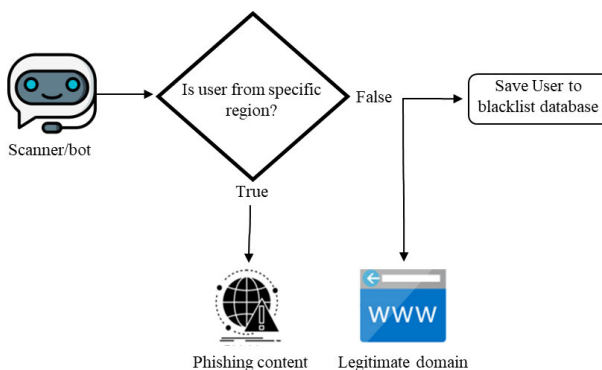 Is user from specific
region?
False
Save User to
blacklist database
Scanner/bot
True
www
Phishing content
Legitimate domain